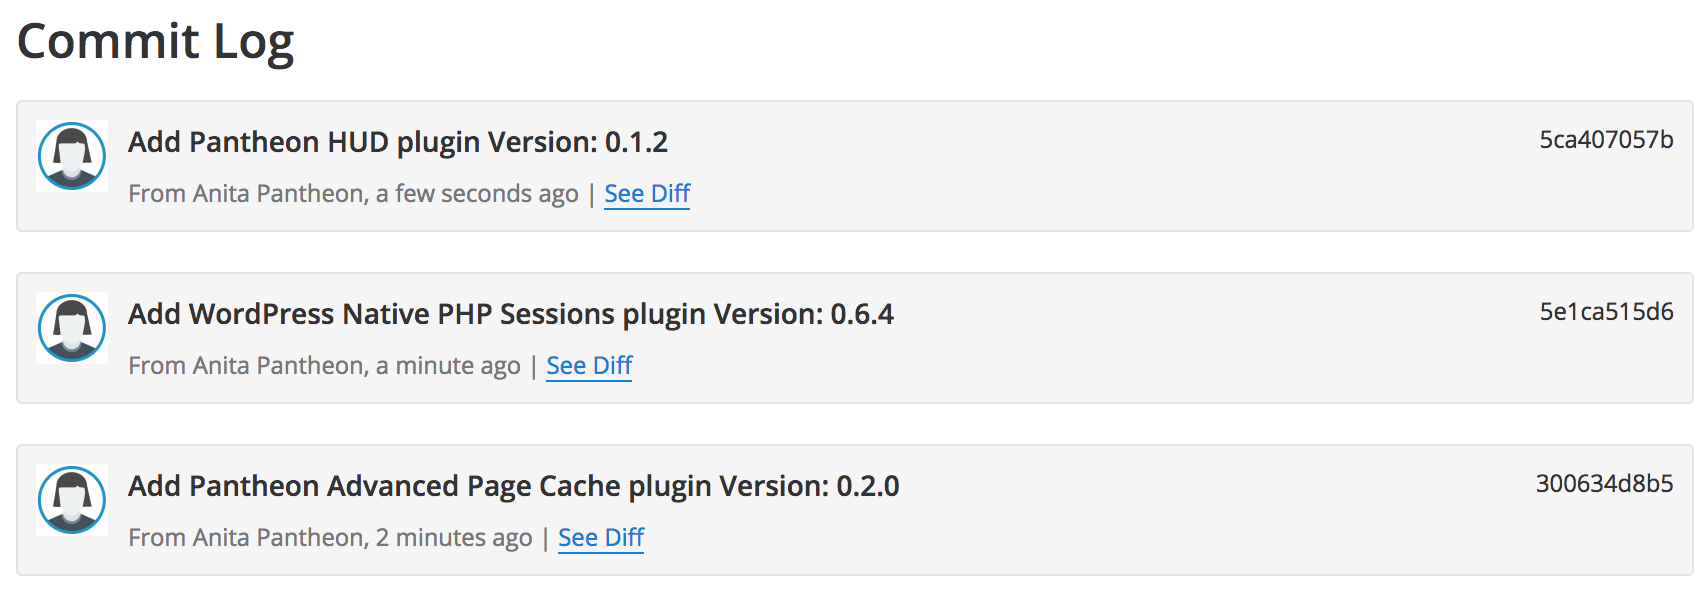 Commit Log
Add Pantheon HUD plugin Version: 0.1.2
5ca407057b
From Anita Pantheon, a few seconds ago | See Diff
Add WordPress Native PHP Sessions plugin Version: 0.6.4
5e1ca515d6
From Anita Pantheon, a minute ago | See Diff
Add Pantheon Advanced Page Cache plugin Version: 0.2.0
300634d8b5
From Anita Pantheon, 2 minutes ago | See Diff